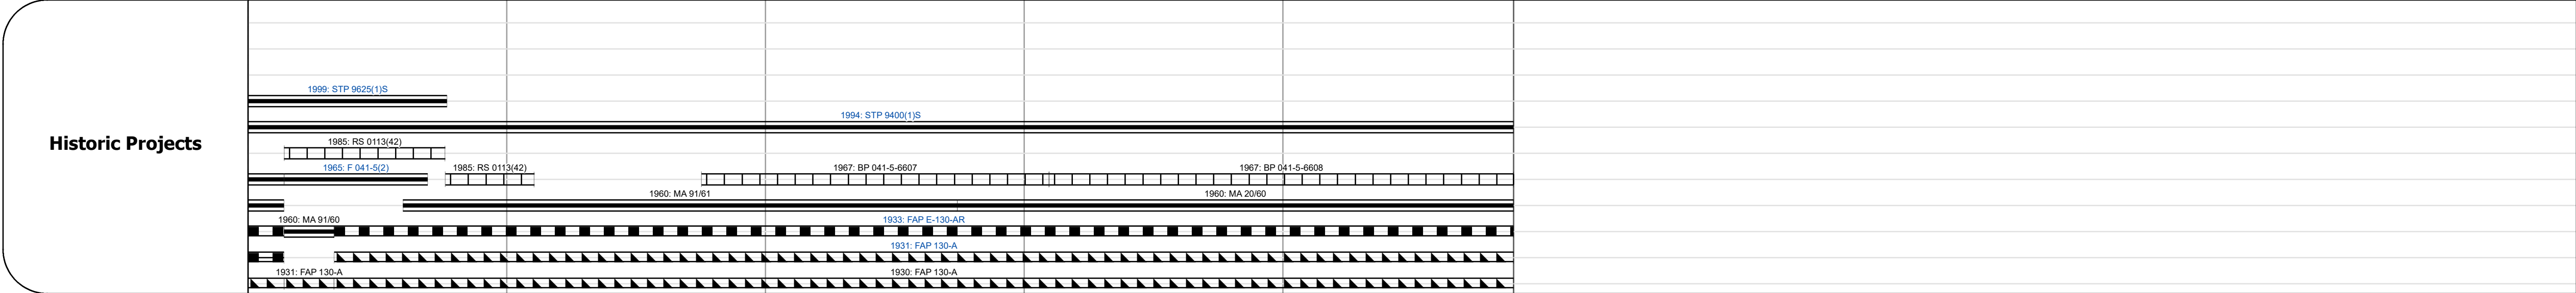 Historic Projects
1999: STP 9625(1)S
1994: STP 9400(1)S
1985: RS 0113(42)
1965: F 041-5(2)
1985: RS 0113(42)
1967: BP 041-5-6607
1967: BP 041-5-6608
1960: MA 91/61
1960: MA 20/60
1960: MA 91/60
1933: FAP E-130-AR
1931: FAP 130-A
1931: FAP 130-A
1930: FAP 130-A